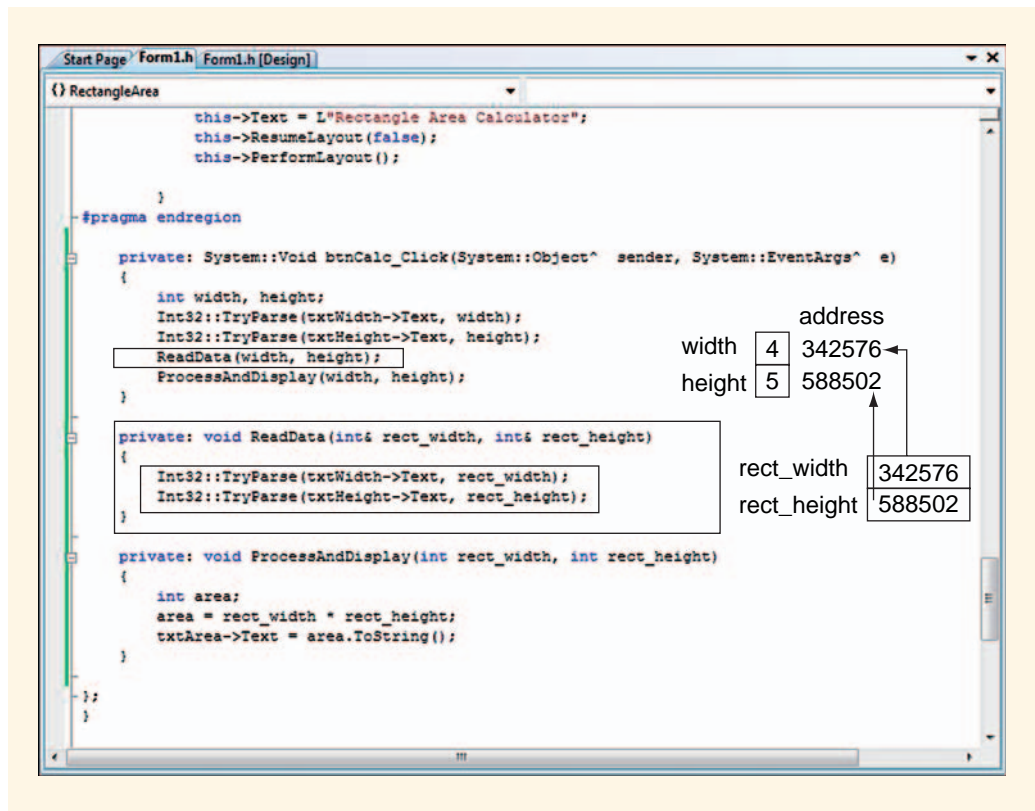 Start Page Form1.h Form1.h [Design]
{} RectangleArea
this->Text = L"Rectangle Area Calculator";
this->ResumeLayout(false);
this->PerformLayout();
}
#pragma endregion
private: System::Void btnCalc_Click(System::Object^ sender, System::EventArgs^ e)
{
int width, height;
Int32::TryParse(txtWidth->Text, width);
Int32::TryParse(txtHeight->Text, height);
ReadData(width, height);
ProcessAndDisplay(width, height);
}
address
width 4 342576
height 5 588502
private: void ReadData(int& rect_width, int& rect_height)
{
Int32::TryParse(txtWidth->Text, rect_width);
Int32::TryParse(txtHeight->Text, rect_height);
}
rect_width 342576
rect_height 588502
private: void ProcessAndDisplay(int rect_width, int rect_height)
{
int area;
area = rect_width * rect_height;
txtArea->Text = area.ToString();
}
};
}